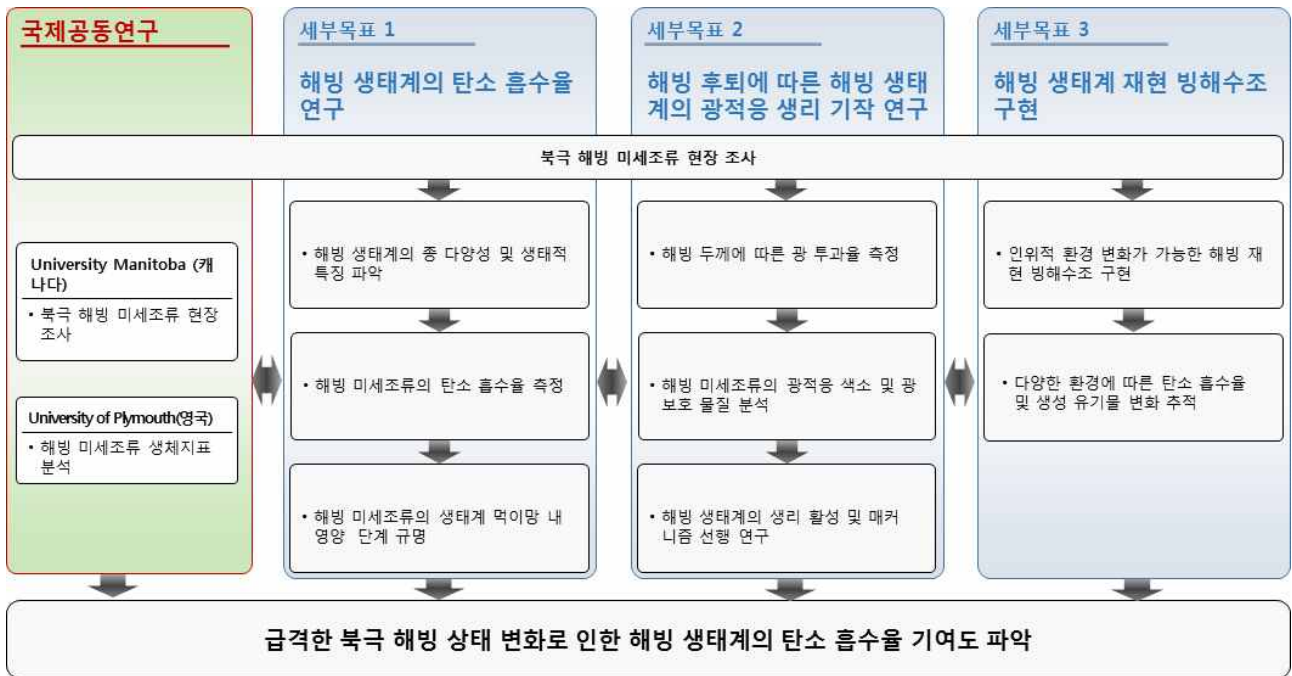 국제공동연구
세부목표 1
해빙 생태계의 탄소 흡수율
연구
세부목표 2
해빙 후퇴에 따른 해빙 생태
계의 광적응 생리 기작 연구
세부목표 3
해빙 생태계 재현 빙해수조
구현
북극 해빙 미세조류 현장 조사
University Manitoba (캐
나다)
• 북극 해빙 미세조류 현장
조사
University of Plymouth(영국)
• 해빙 미세조류 생체지표
분석
• 해빙 생태계의 종 다양성 및 생태적
특징 파악
• 해빙 미세조류의 탄소 흡수율 측정
• 해빙 미세조류의 생태계 먹이망 내
영양 단계 규명
• 해빙 두께에 따른 광 투과율 측정
• 해빙 미세조류의 광적응 색소 및 광
보호 물질 분석
• 해빙 생태계의 생리 활성 및 매커
니즘 선행 연구
• 인위적 환경 변화가 가능한 해빙 재
현 빙해수조 구현
• 다양한 환경에 따른 탄소 흡수율
및 생성 유기물 변화 추적
급격한 북극 해빙 상태 변화로 인한 해빙 생태계의 탄소 흡수율 기여도 파악